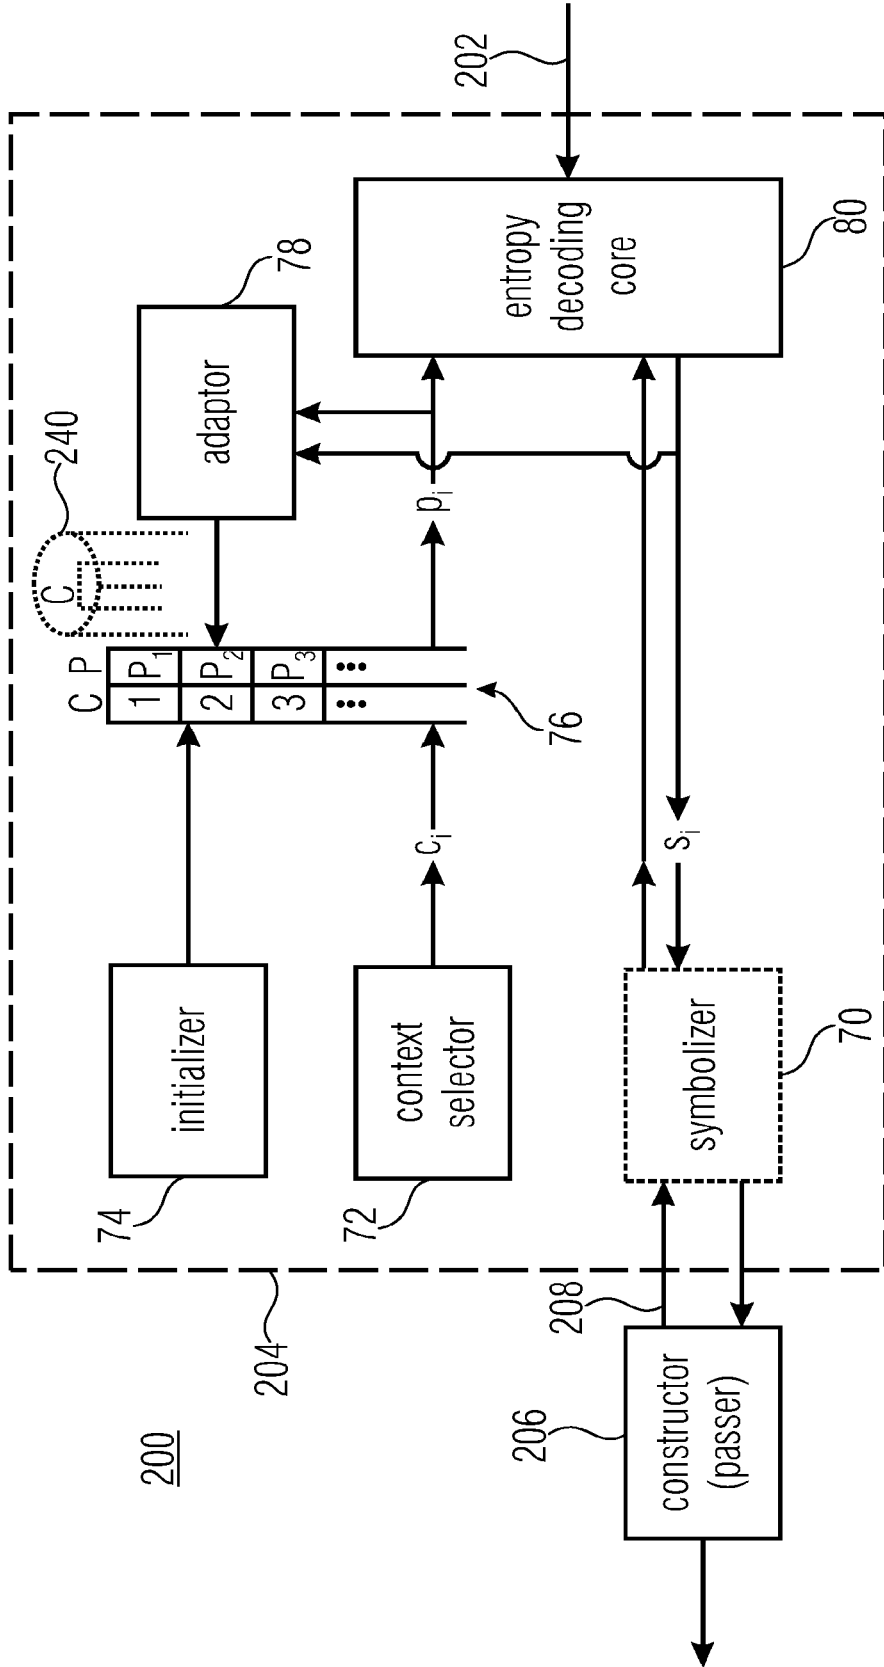 200
204
74
initializer
72
context
selector
C P
1 P1
2 P2
3 P3
•••
•••
76
C
240
adaptor
78
ci
pi
entropy
decoding
core
80
202
si
symbolizer
70
208
206
constructor
(passer)